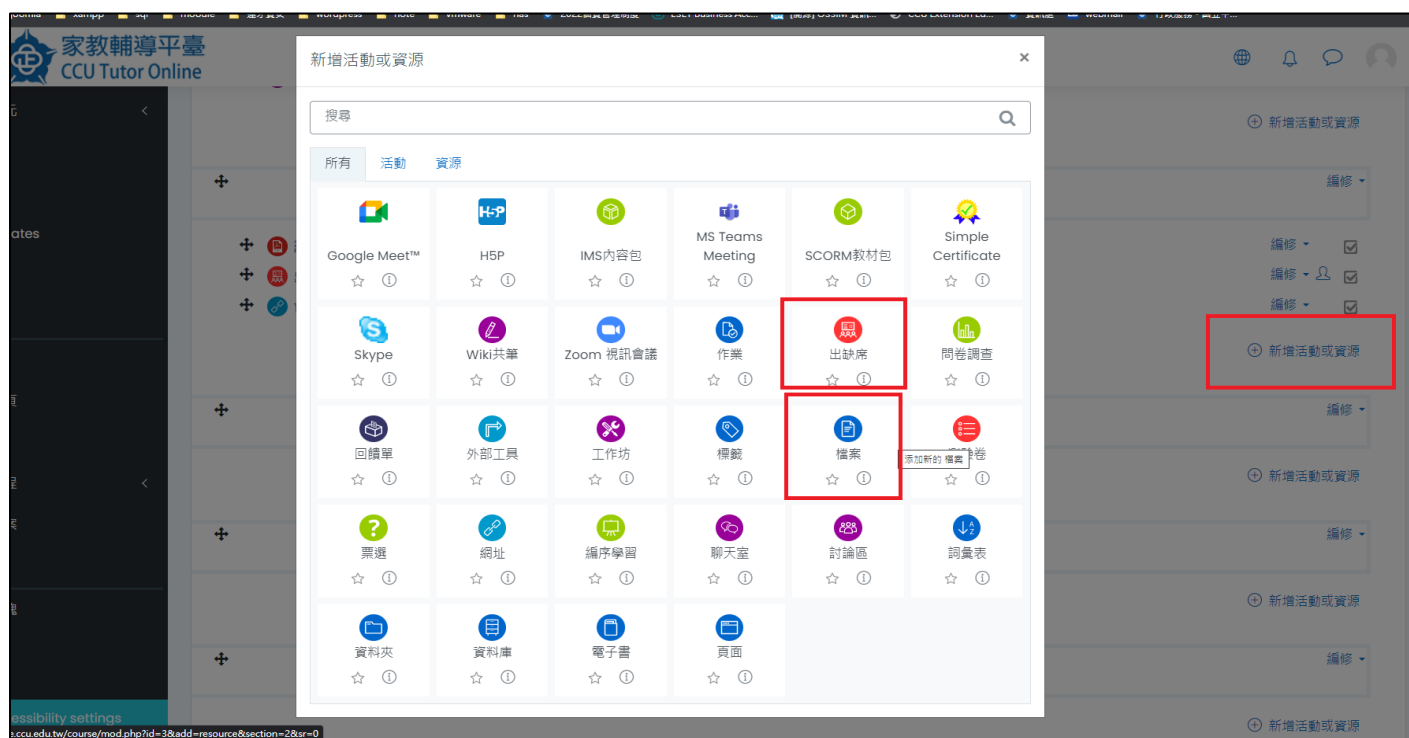 xampp
sql
moodle
wordpress
note
vmware
nas
webmail
家教輔導平臺
CCU Tutor Online
新增活動或資源
×
搜尋
所有 活動 資源
新增活動或資源
編修
ates
Google Meet™ H5P IMS內容包 MS Teams Meeting SCORM教材包 Simple Certificate
編修
編修
編修
Skype Wiki共筆 Zoom 視訊會議 作業 出缺席 問卷調查
新增活動或資源
編修
回饋單 外部工具 工作坊 標籤 檔案 卷
添加新的 檔案
新增活動或資源
票選 網址 編序學習 聊天室 討論區 詞彙表
編修
新增活動或資源
資料夾 資料庫 電子書 頁面
編修
essibility settings
新增活動或資源
e.ccu.edu.tw/course/mod.php?id=3&add=resource&section=2&sr=0